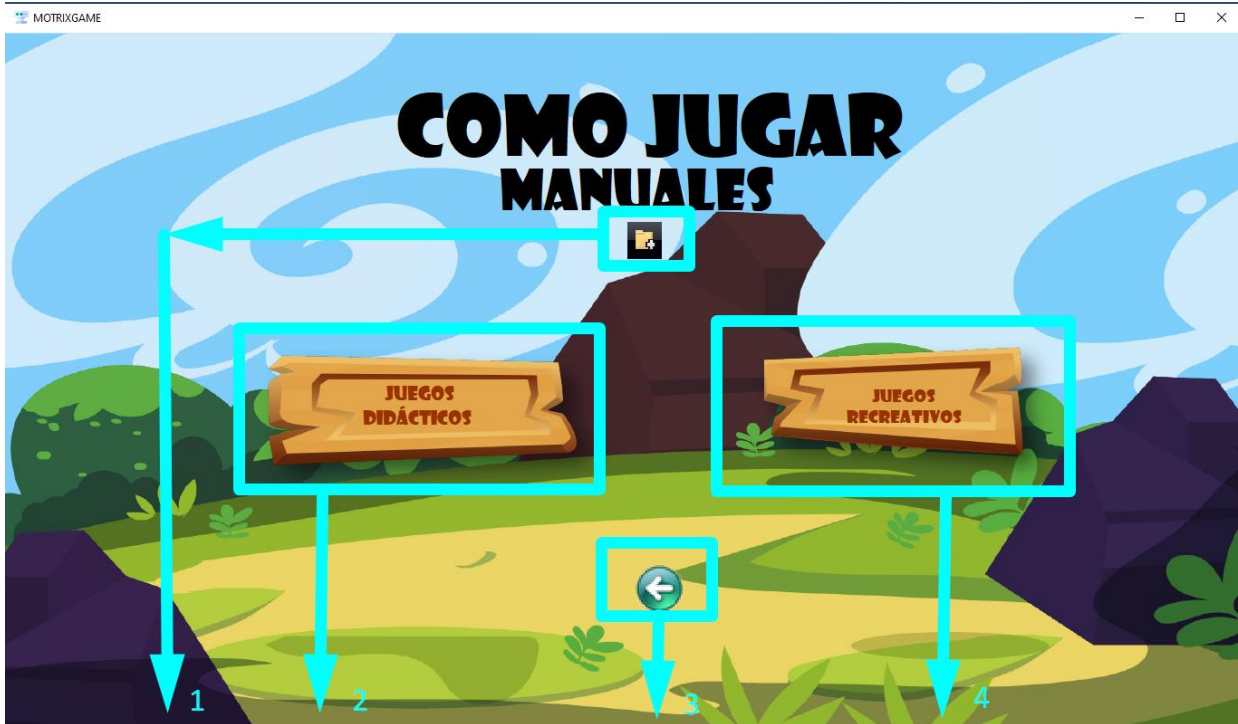 MOTRIXGAME
COMO JUGAR
MANUALES
JUEGOS
DIDÁCTICOS
JUEGOS
RECREATIVOS
1
2
3
4